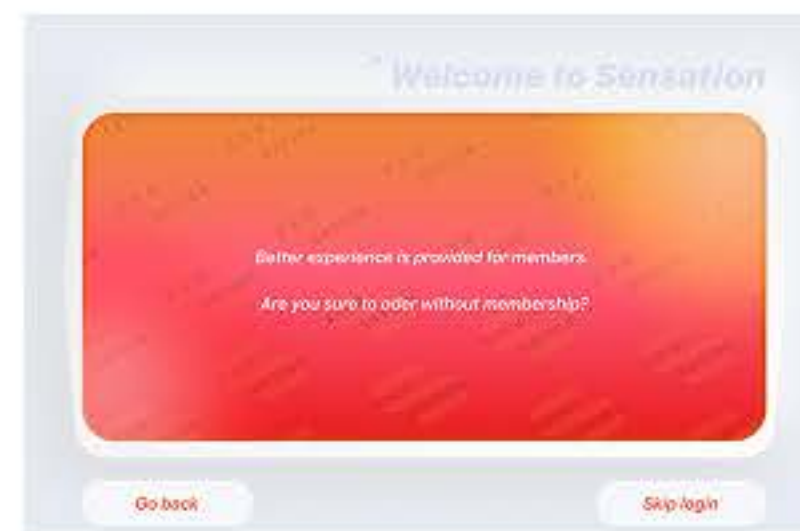 Welcome to Sensation
Better experience is provided for members.
Are you sure to oder without membership?
Go back
Skip login